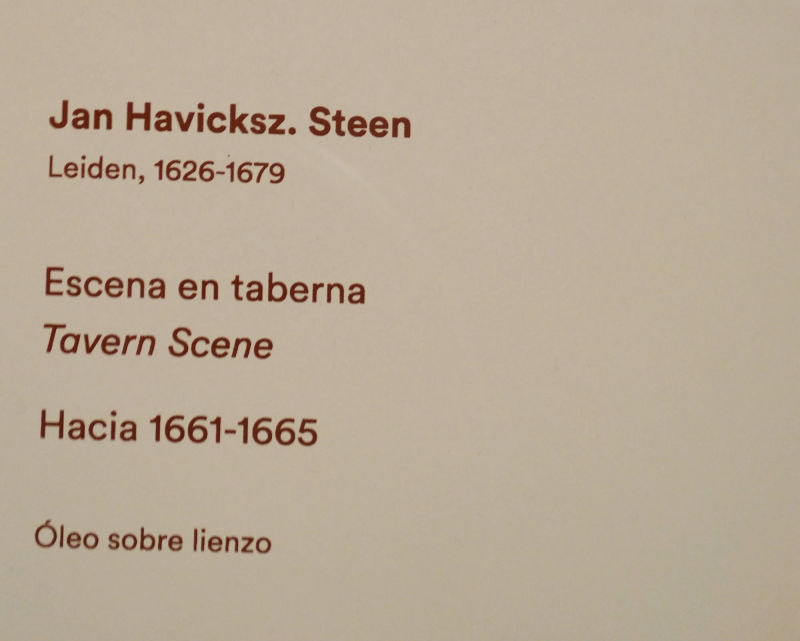 Jan Havicksz. Steen
Leiden, 1626-1679
Escena en taberna
Tavern Scene
Hacia 1661-1665
Óleo sobre lienzo